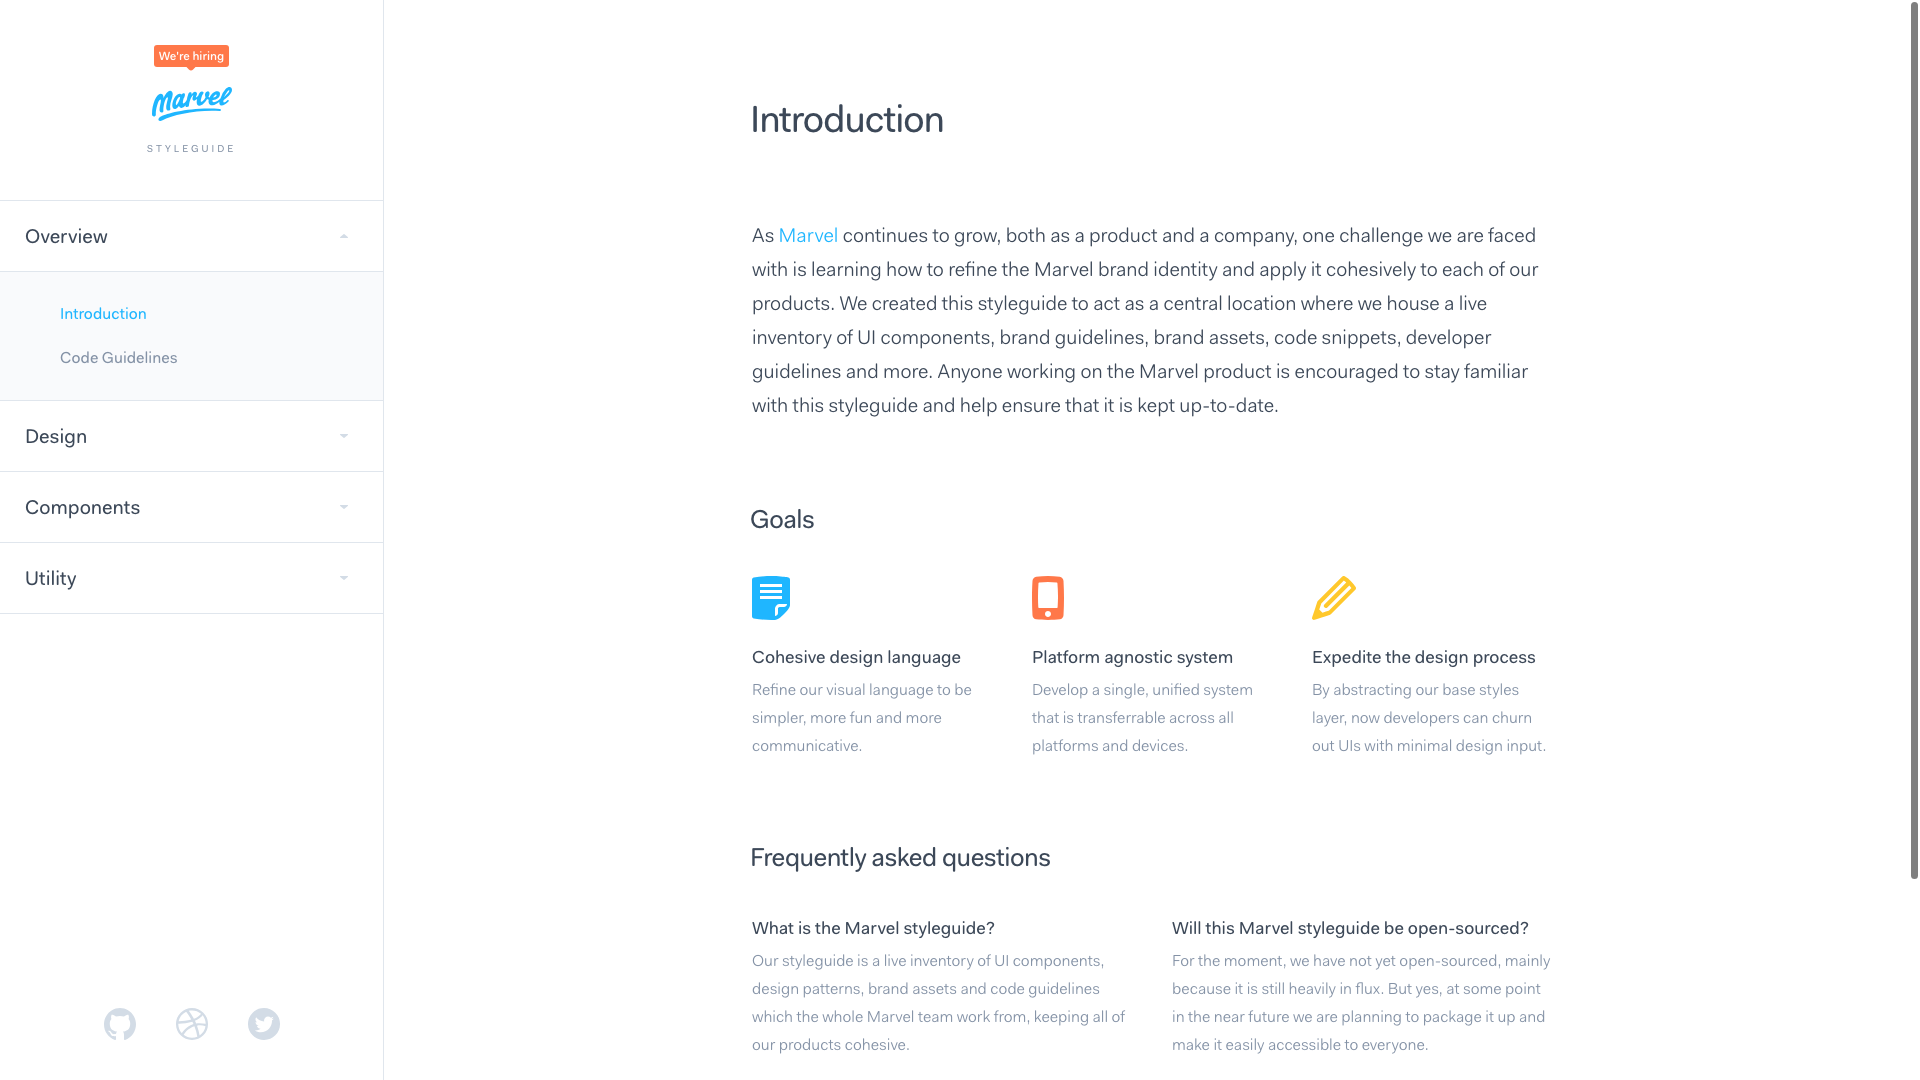 We're hiring
Marvel
STYLEGUIDE
Overview
Introduction
Code Guidelines
Design
Components
Utility
Introduction
As Marvel continues to grow, both as a product and a company, one challenge we are faced
with is learning how to refine the Marvel brand identity and apply it cohesively to each of our
products. We created this styleguide to act as a central location where we house a live
inventory of UI components, brand guidelines, brand assets, code snippets, developer
guidelines and more. Anyone working on the Marvel product is encouraged to stay familiar
with this styleguide and help ensure that it is kept up-to-date.
Goals
Cohesive design language
Refine our visual language to be
simpler, more fun and more
communicative.
Platform agnostic system
Develop a single, unified system
that is transferrable across all
platforms and devices.
Expedite the design process
By abstracting our base styles
layer, now developers can churn
out UIs with minimal design input.
Frequently asked questions
What is the Marvel styleguide?
Our styleguide is a live inventory of UI components,
design patterns, brand assets and code guidelines
which the whole Marvel team work from, keeping all of
our products cohesive.
Will this Marvel styleguide be open-sourced?
For the moment, we have not yet open-sourced, mainly
because it is still heavily in flux. But yes, at some point
in the near future we are planning to package it up and
make it easily accessible to everyone.